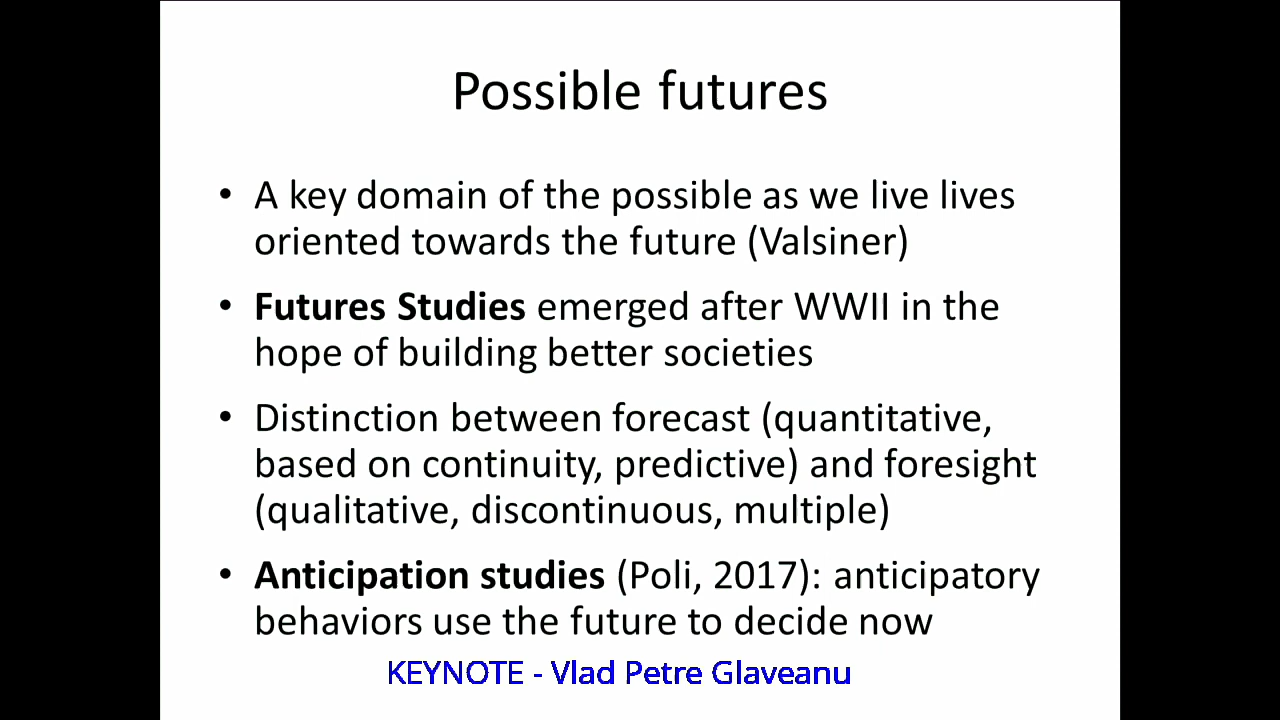 Possible futures
• A key domain of the possible as we live lives
oriented towards the future (Valsiner)
• Futures Studies emerged after WWII in the
hope of building better societies
• Distinction between forecast (quantitative,
based on continuity, predictive) and foresight
(qualitative, discontinuous, multiple)
• Anticipation studies (Poli, 2017): anticipatory
behaviors use the future to decide now
KEYNOTE - Vlad Petre Glaveanu